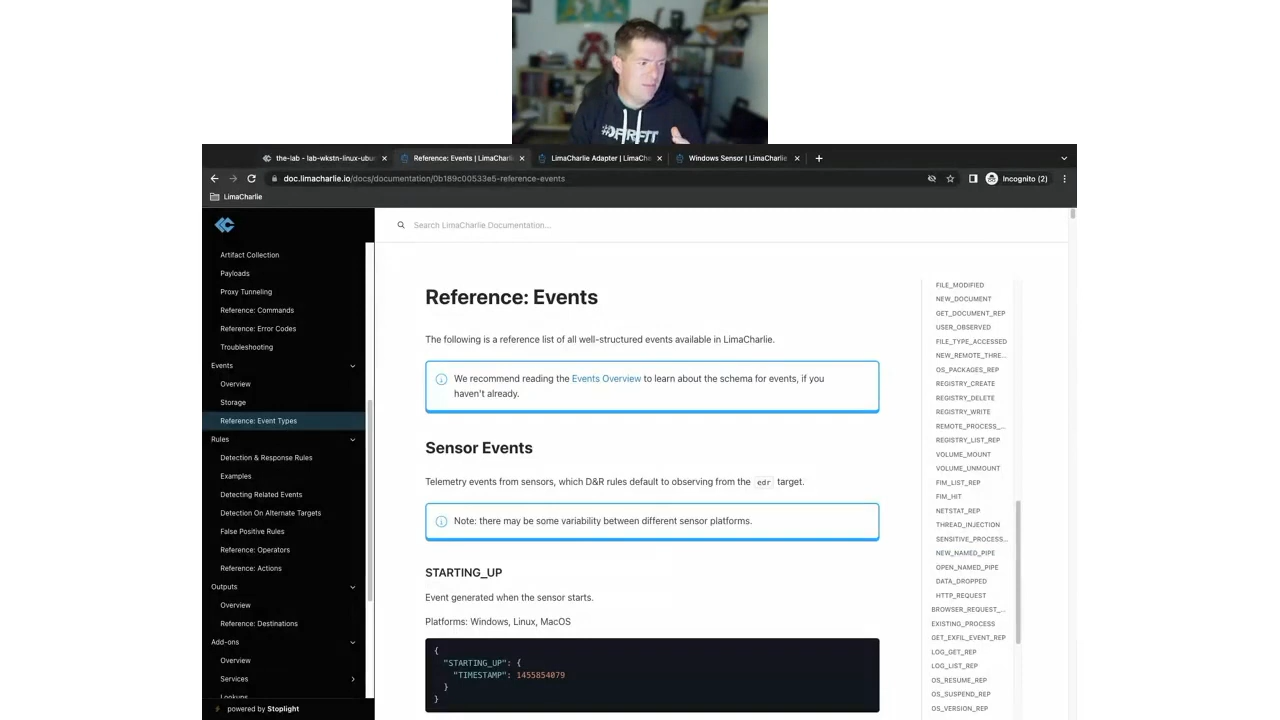 #DFIRFIT
the-lab - lab-wkstn-linux-ubu
Reference: Events | LimaCharli
LimaCharlie Adapter | LimaCha
Windows Sensor | LimaCharlie
doc.limacharlie.io/docs/documentation/0b189c00533e5-reference-events
Incognito (2)
LimaCharlie
Search LimaCharlie Documentation...
Artifact Collection
Payloads
Proxy Tunneling
Reference: Commands
Reference: Error Codes
Troubleshooting
Events
Overview
Storage
Reference: Event Types
Rules
Detection & Response Rules
Examples
Detecting Related Events
Detection On Alternate Targets
False Positive Rules
Reference: Operators
Reference: Actions
Outputs
Overview
Reference: Destinations
Add-ons
Overview
Services
Lookups
powered by Stoplight
Reference: Events
The following is a reference list of all well-structured events available in LimaCharlie.
We recommend reading the Events Overview to learn about the schema for events, if you
haven't already.
Sensor Events
Telemetry events from sensors, which D&R rules default to observing from the edr target.
Note: there may be some variability between different sensor platforms.
STARTING_UP
Event generated when the sensor starts.
Platforms: Windows, Linux, MacOS
{
"STARTING_UP": {
"TIMESTAMP": 1455854079
}
}
FILE_MODIFIED
NEW_DOCUMENT
GET_DOCUMENT_REP
USER_OBSERVED
FILE_TYPE_ACCESSED
NEW_REMOTE_THRE...
OS_PACKAGES_REP
REGISTRY_CREATE
REGISTRY_DELETE
REGISTRY_WRITE
REMOTE_PROCESS_...
REGISTRY_LIST_REP
VOLUME_MOUNT
VOLUME_UNMOUNT
FIM_LIST_REP
FIM_HIT
NETSTAT_REP
THREAD_INJECTION
SENSITIVE_PROCESS...
NEW_NAMED_PIPE
OPEN_NAMED_PIPE
DATA_DROPPED
HTTP_REQUEST
BROWSER_REQUEST_...
EXISTING_PROCESS
GET_EXFIL_EVENT_REP
LOG_GET_REP
LOG_LIST_REP
OS_RESUME_REP
OS_SUSPEND_REP
OS_VERSION_REP